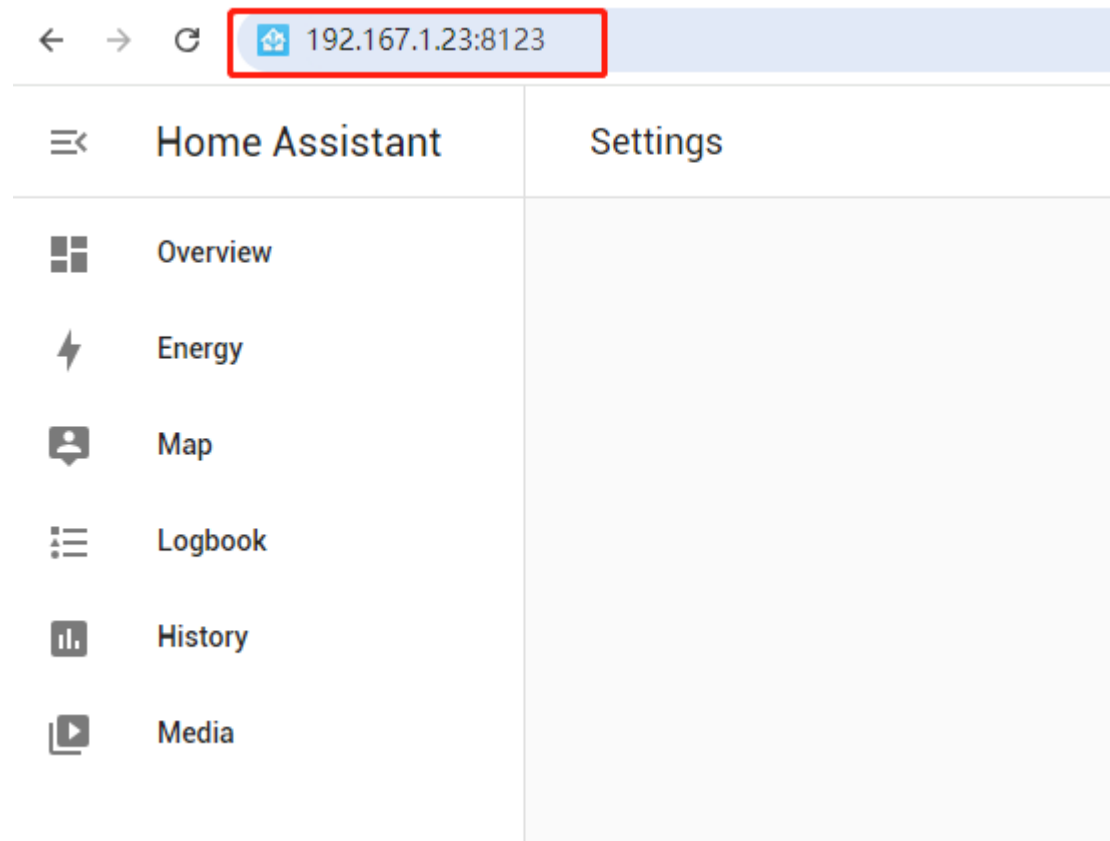 192.167.1.23:8123
Home Assistant
Settings
Overview
Energy
Map
Logbook
History
Media